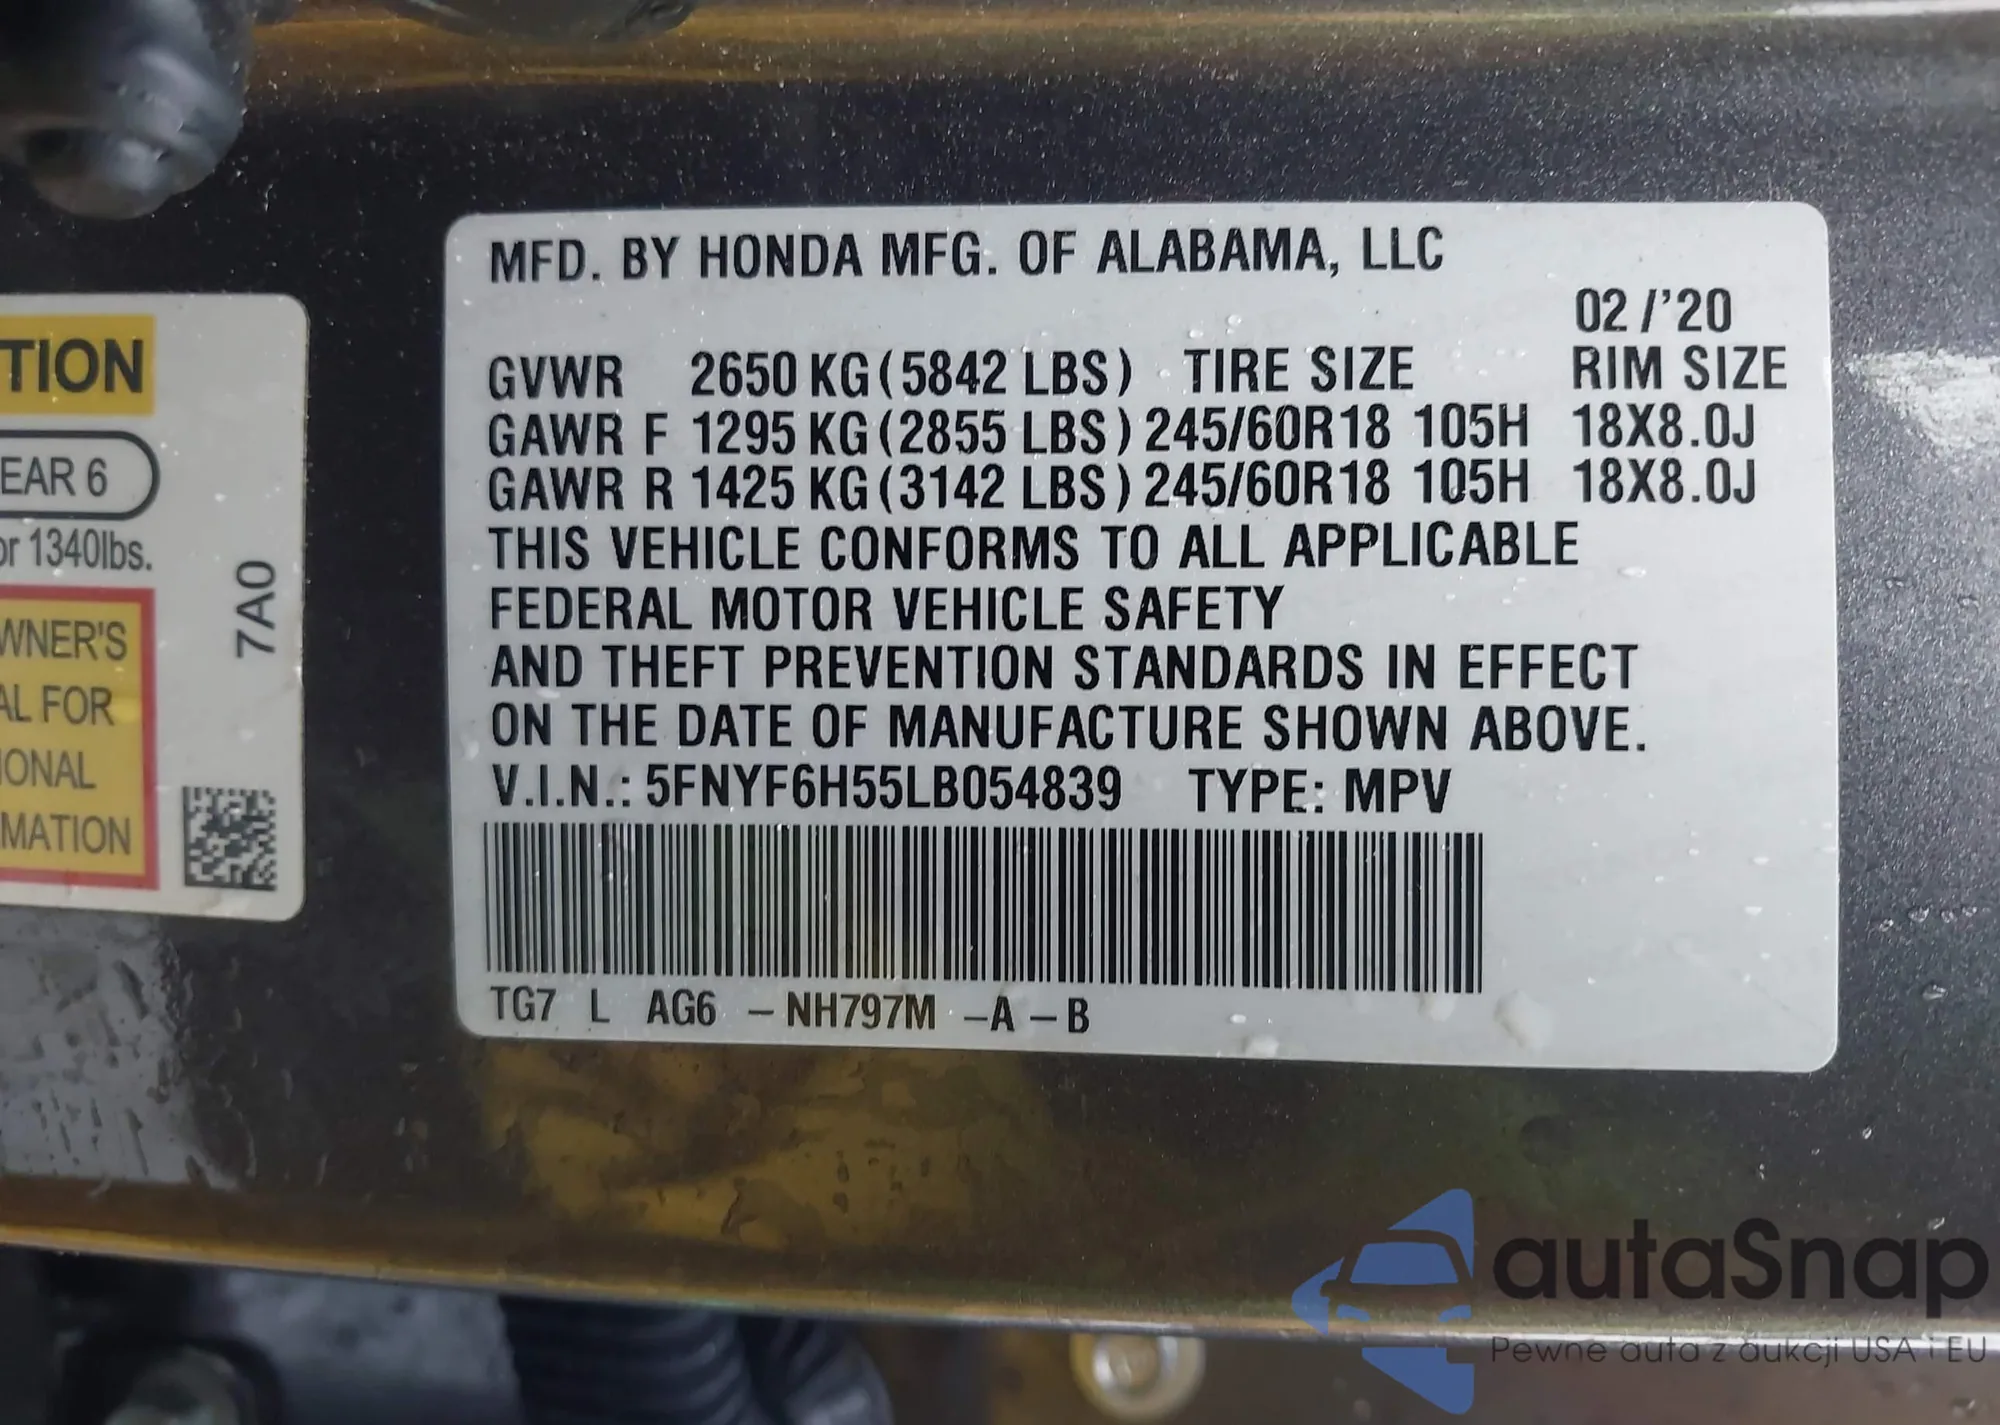 MFD. BY HONDA MFG. OF ALABAMA, LLC
02 /'20
GVWR 2650 KG (5842 LBS) TIRE SIZE RIM SIZE
GAWR F 1295 KG (2855 LBS) 245/60R18 105H 18X8.0J
GAWR R 1425 KG (3142 LBS) 245/60R18 105H 18X8.0J
THIS VEHICLE CONFORMS TO ALL APPLICABLE
FEDERAL MOTOR VEHICLE SAFETY
AND THEFT PREVENTION STANDARDS IN EFFECT
ON THE DATE OF MANUFACTURE SHOWN ABOVE.
V.I.N.: 5FNYF6H55LB054839 TYPE: MPV
TG7 L AG6 -NH797M -A -B
TION
EAR 6
or 1340lbs.
WNER'S
AL FOR
IONAL
MATION
7A0
autaSnap
Pewne auta z aukcji USA i EU